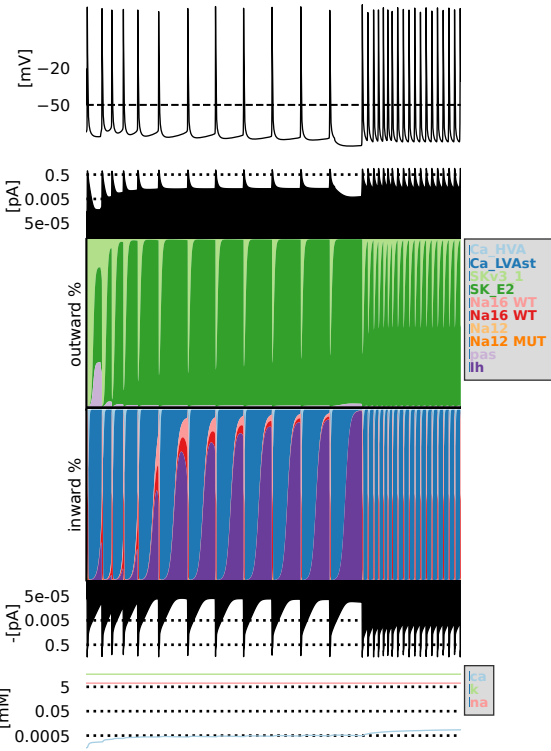 [mV]
−20
−50
[pA]
0.5
0.005
5e-05
outward %
Ca_HVA
Ca_LVAst
SKv3_1
SK_E2
Na16 WT
Na16 WT
Na12
Na12 MUT
pas
Ih
inward %
-[pA]
5e-05
0.005
0.5
[mM]
5
0.05
0.0005
ca
k
na